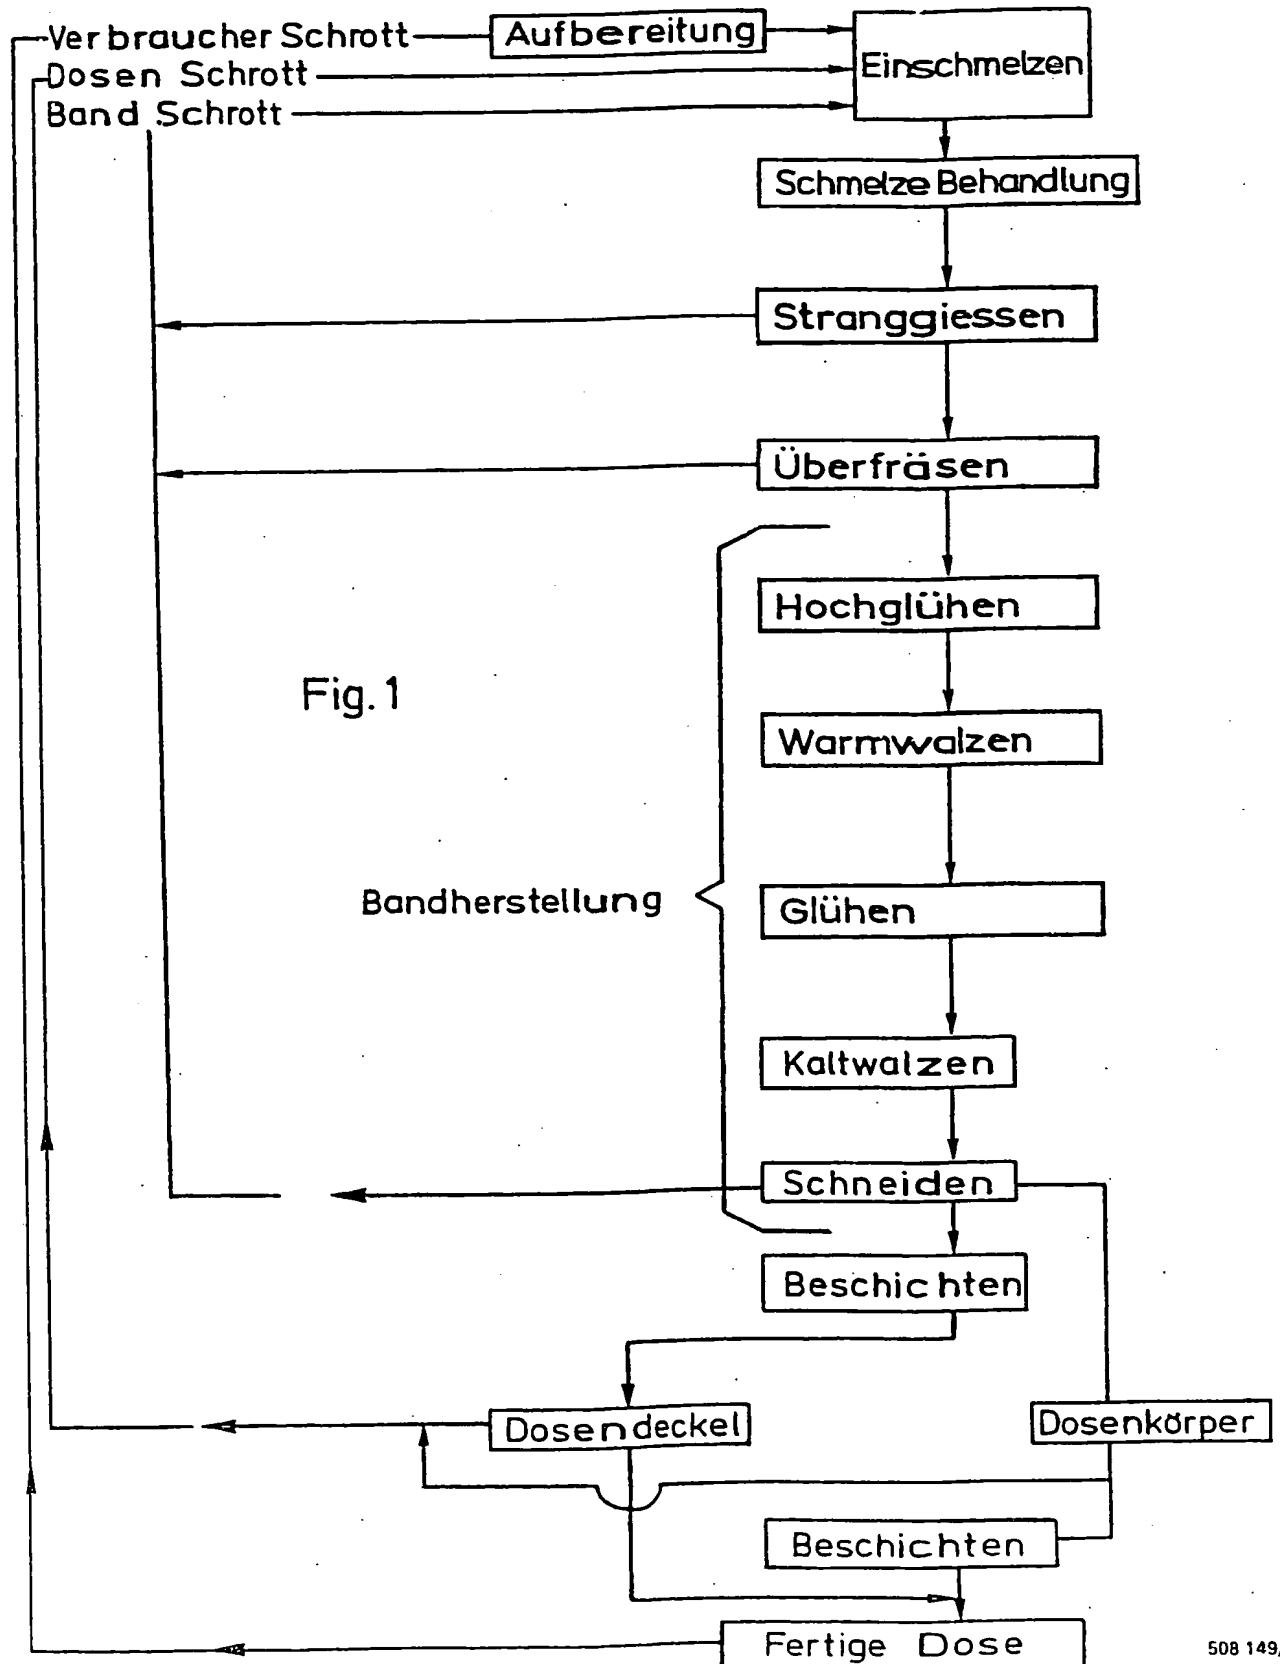 Verbraucher Schrott
Aufbereitung
Einschmelzen
Dosen Schrott
Band Schrott
Schmelze Behandlung
Stranggiessen
Überfräsen
Hochglühen
Fig. 1
Warmwalzen
Bandherstellung
Glühen
Kaltwalzen
Schneiden
Beschichten
Dosendeckel
Dosenkörper
Beschichten
Fertige Dose
508 149,